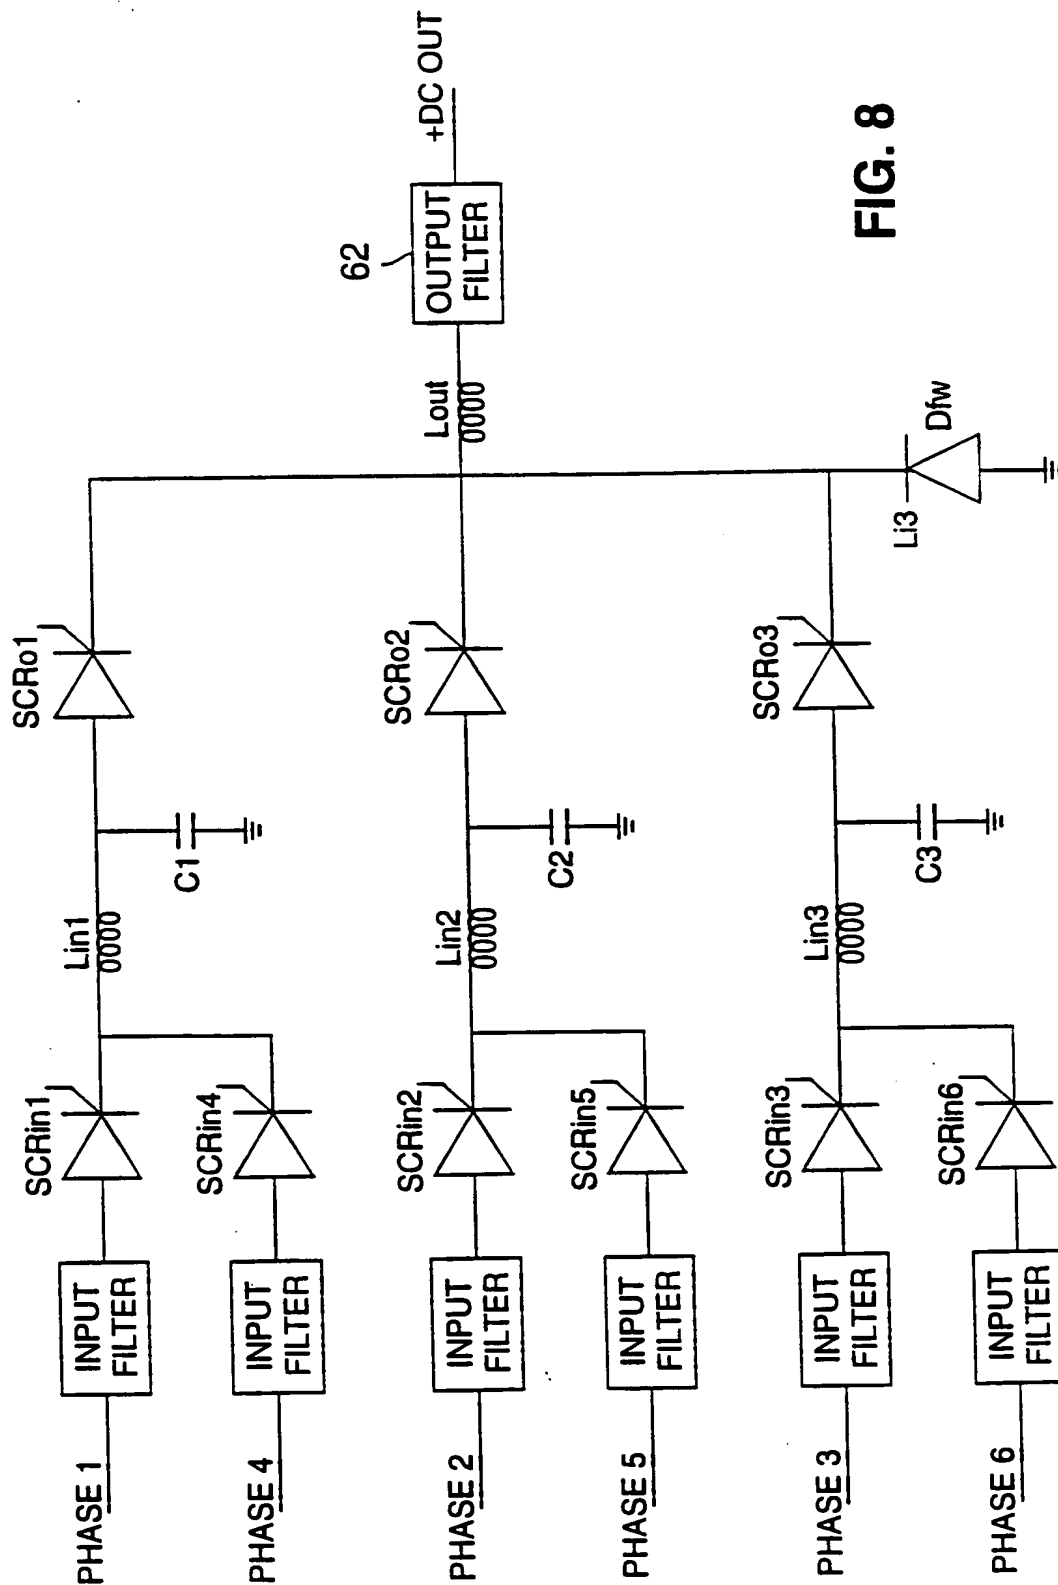 PHASE 1
INPUT
FILTER
SCRin1
Lin1
C1
SCRo1
PHASE 4
INPUT
FILTER
SCRin4
PHASE 2
INPUT
FILTER
SCRin2
Lin2
C2
SCRo2
Lout
62
OUTPUT
FILTER
+DC OUT
PHASE 5
INPUT
FILTER
SCRin5
PHASE 3
INPUT
FILTER
SCRin3
Lin3
C3
SCRo3
PHASE 6
INPUT
FILTER
SCRin6
Li3
Dfw
FIG. 8